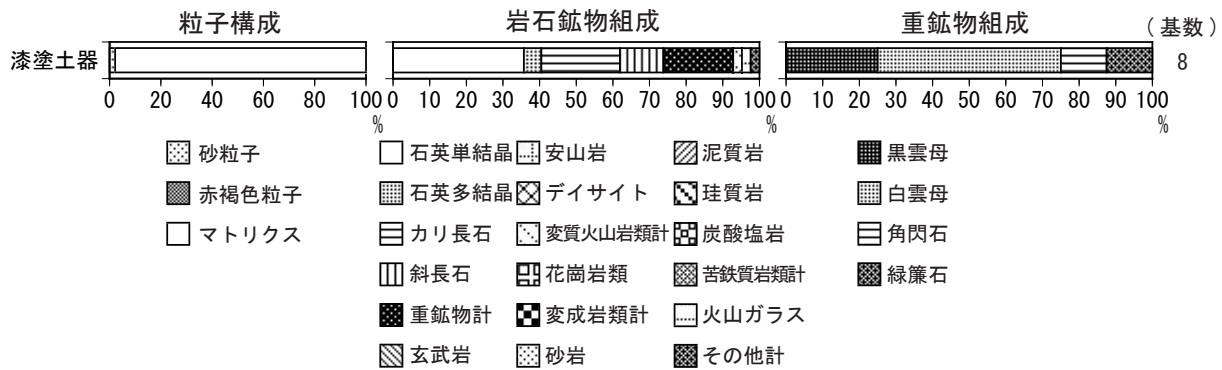 粒子構成 岩石鉱物組成 重鉱物組成 (基数)
漆塗土器 8
0 20 40 60 80 100 0 10 20 30 40 50 60 70 80 90 100 0 10 20 30 40 50 60 70 80 90 100
% % %
砂粒子 石英単結晶 安山岩 泥質岩 黒雲母
赤褐色粒子 石英多結晶 デイサイト 珪質岩 白雲母
マトリクス カリ長石 変質火山岩類計 炭酸塩岩 角閃石
斜長石 花崗岩類 苦鉄質岩類計 緑簾石
重鉱物計 変成岩類計 火山ガラス
玄武岩 砂岩 その他計